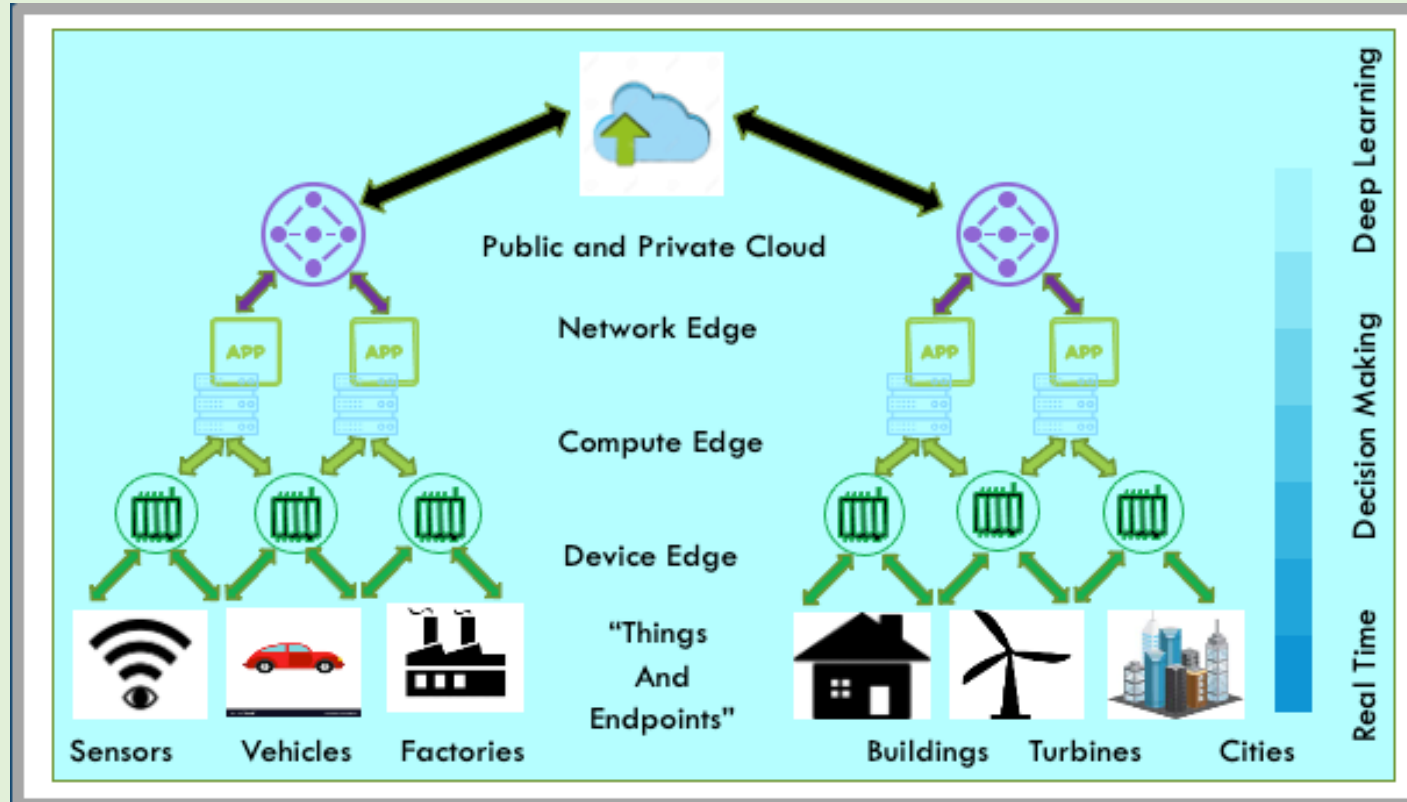 Public and Private Cloud
Network Edge
APP
APP
APP
APP
Compute Edge
Device Edge
"Things
And
Endpoints"
Sensors
Vehicles
Factories
Buildings
Turbines
Cities
Deep Learning
Decision Making
Real Time